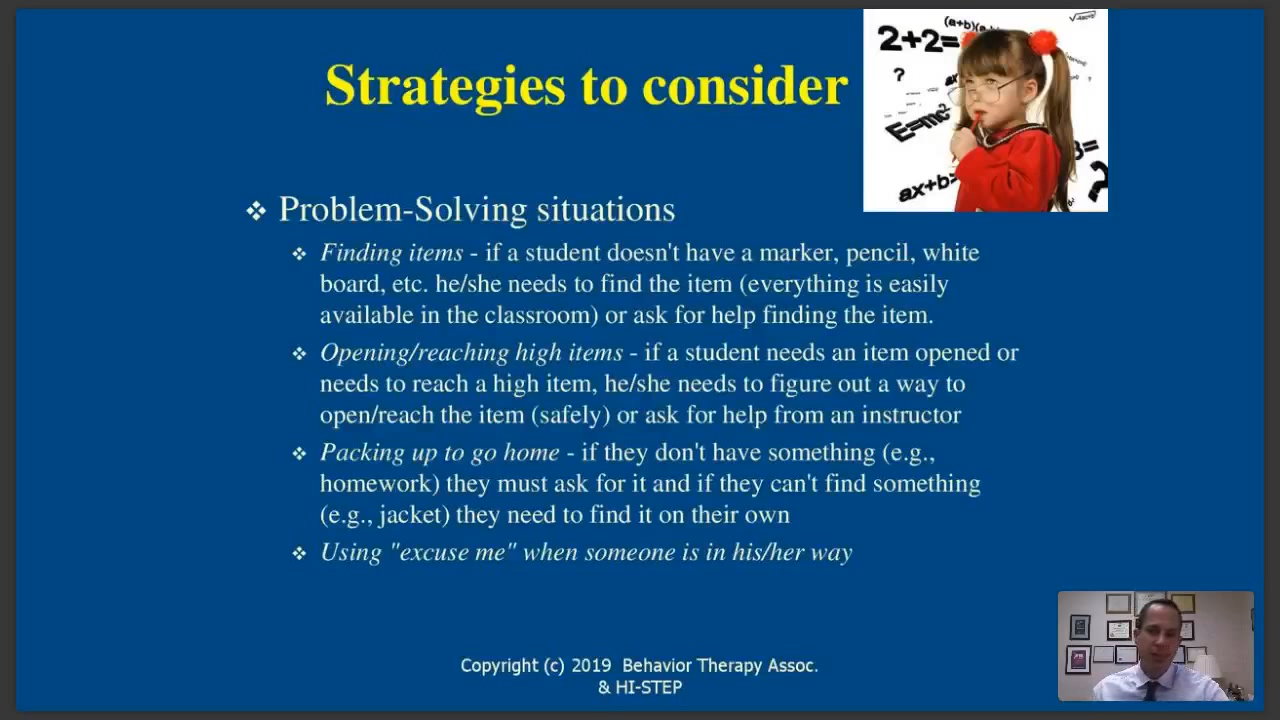 Strategies to consider
2+2=
(a+b)(a
?
E=mc²
ax+b=
?
❖ Problem-Solving situations
❖ Finding items - if a student doesn't have a marker, pencil, white
board, etc. he/she needs to find the item (everything is easily
available in the classroom) or ask for help finding the item.
❖ Opening/reaching high items - if a student needs an item opened or
needs to reach a high item, he/she needs to figure out a way to
open/reach the item (safely) or ask for help from an instructor
❖ Packing up to go home - if they don't have something (e.g.,
homework) they must ask for it and if they can't find something
(e.g., jacket) they need to find it on their own
❖ Using "excuse me" when someone is in his/her way
Copyright (c) 2019 Behavior Therapy Assoc.
& HI-STEP